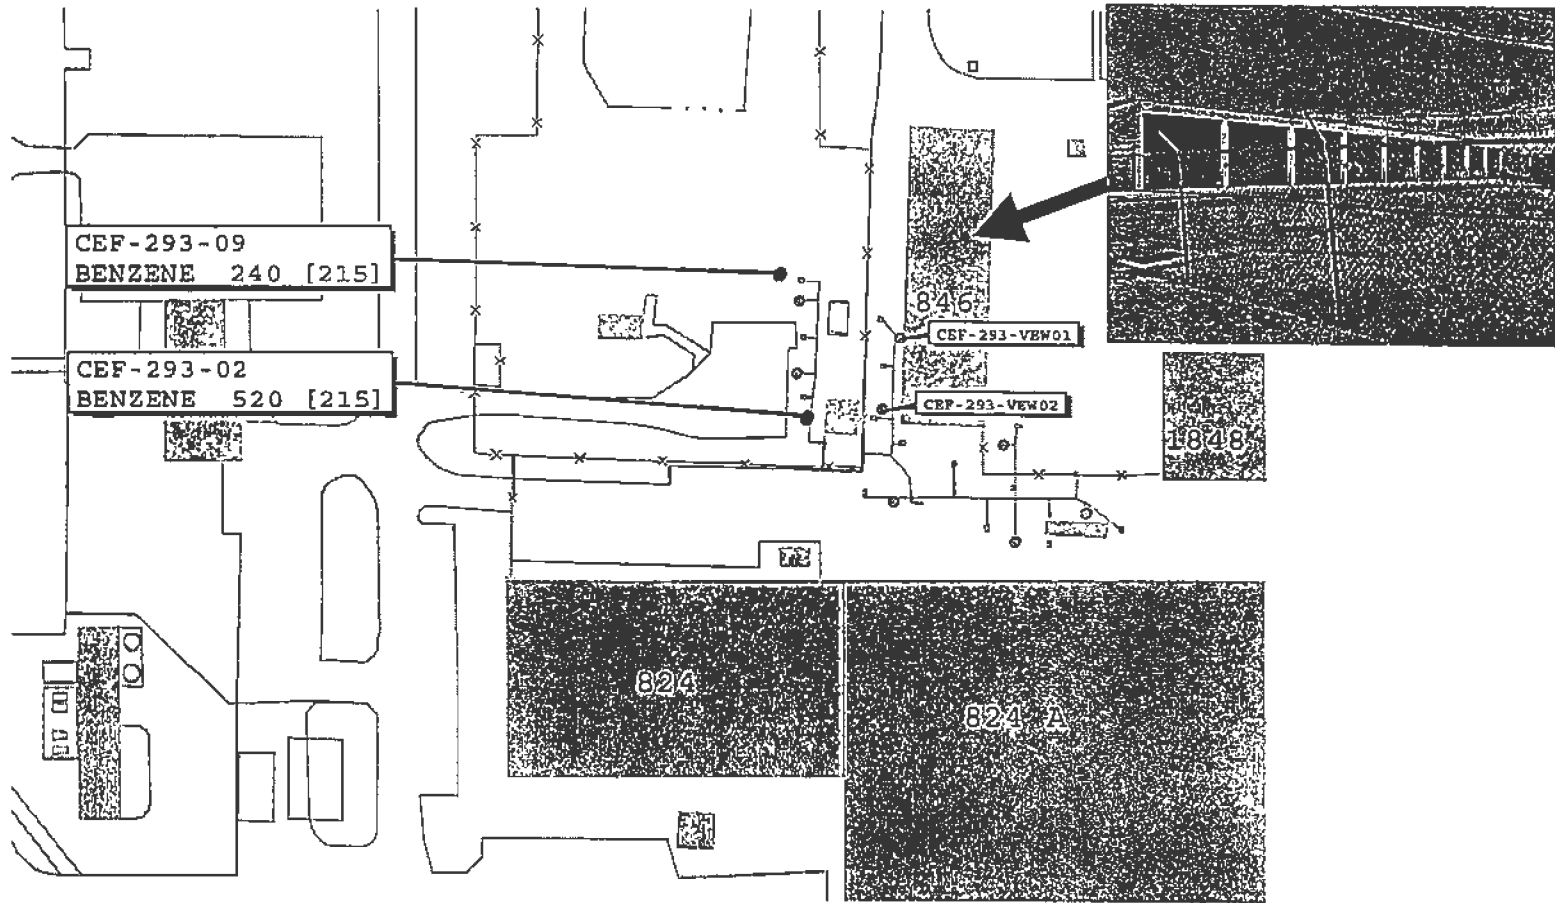 CEF-293-09
BENZENE 240 [215]
846
CEF-293-VEW01
CEF-293-02
BENZENE 520 [215]
CEF-293-VEW02
1848
824
824 A